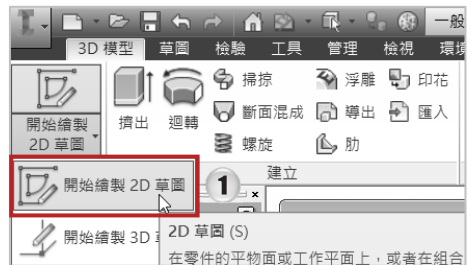 I
一般
3D 模型 草圖 檢驗 工具 管理 檢視
開始繪製 2D 草圖 擠出 迴轉 掃掠 浮雕 印花
斷面混成 導出 匯入
螺旋 肋
建立
開始繪製 2D 草圖 1
開始繪製 3D
2D 草圖 (S)
在零件的平物面或工作平面上，或者在組合